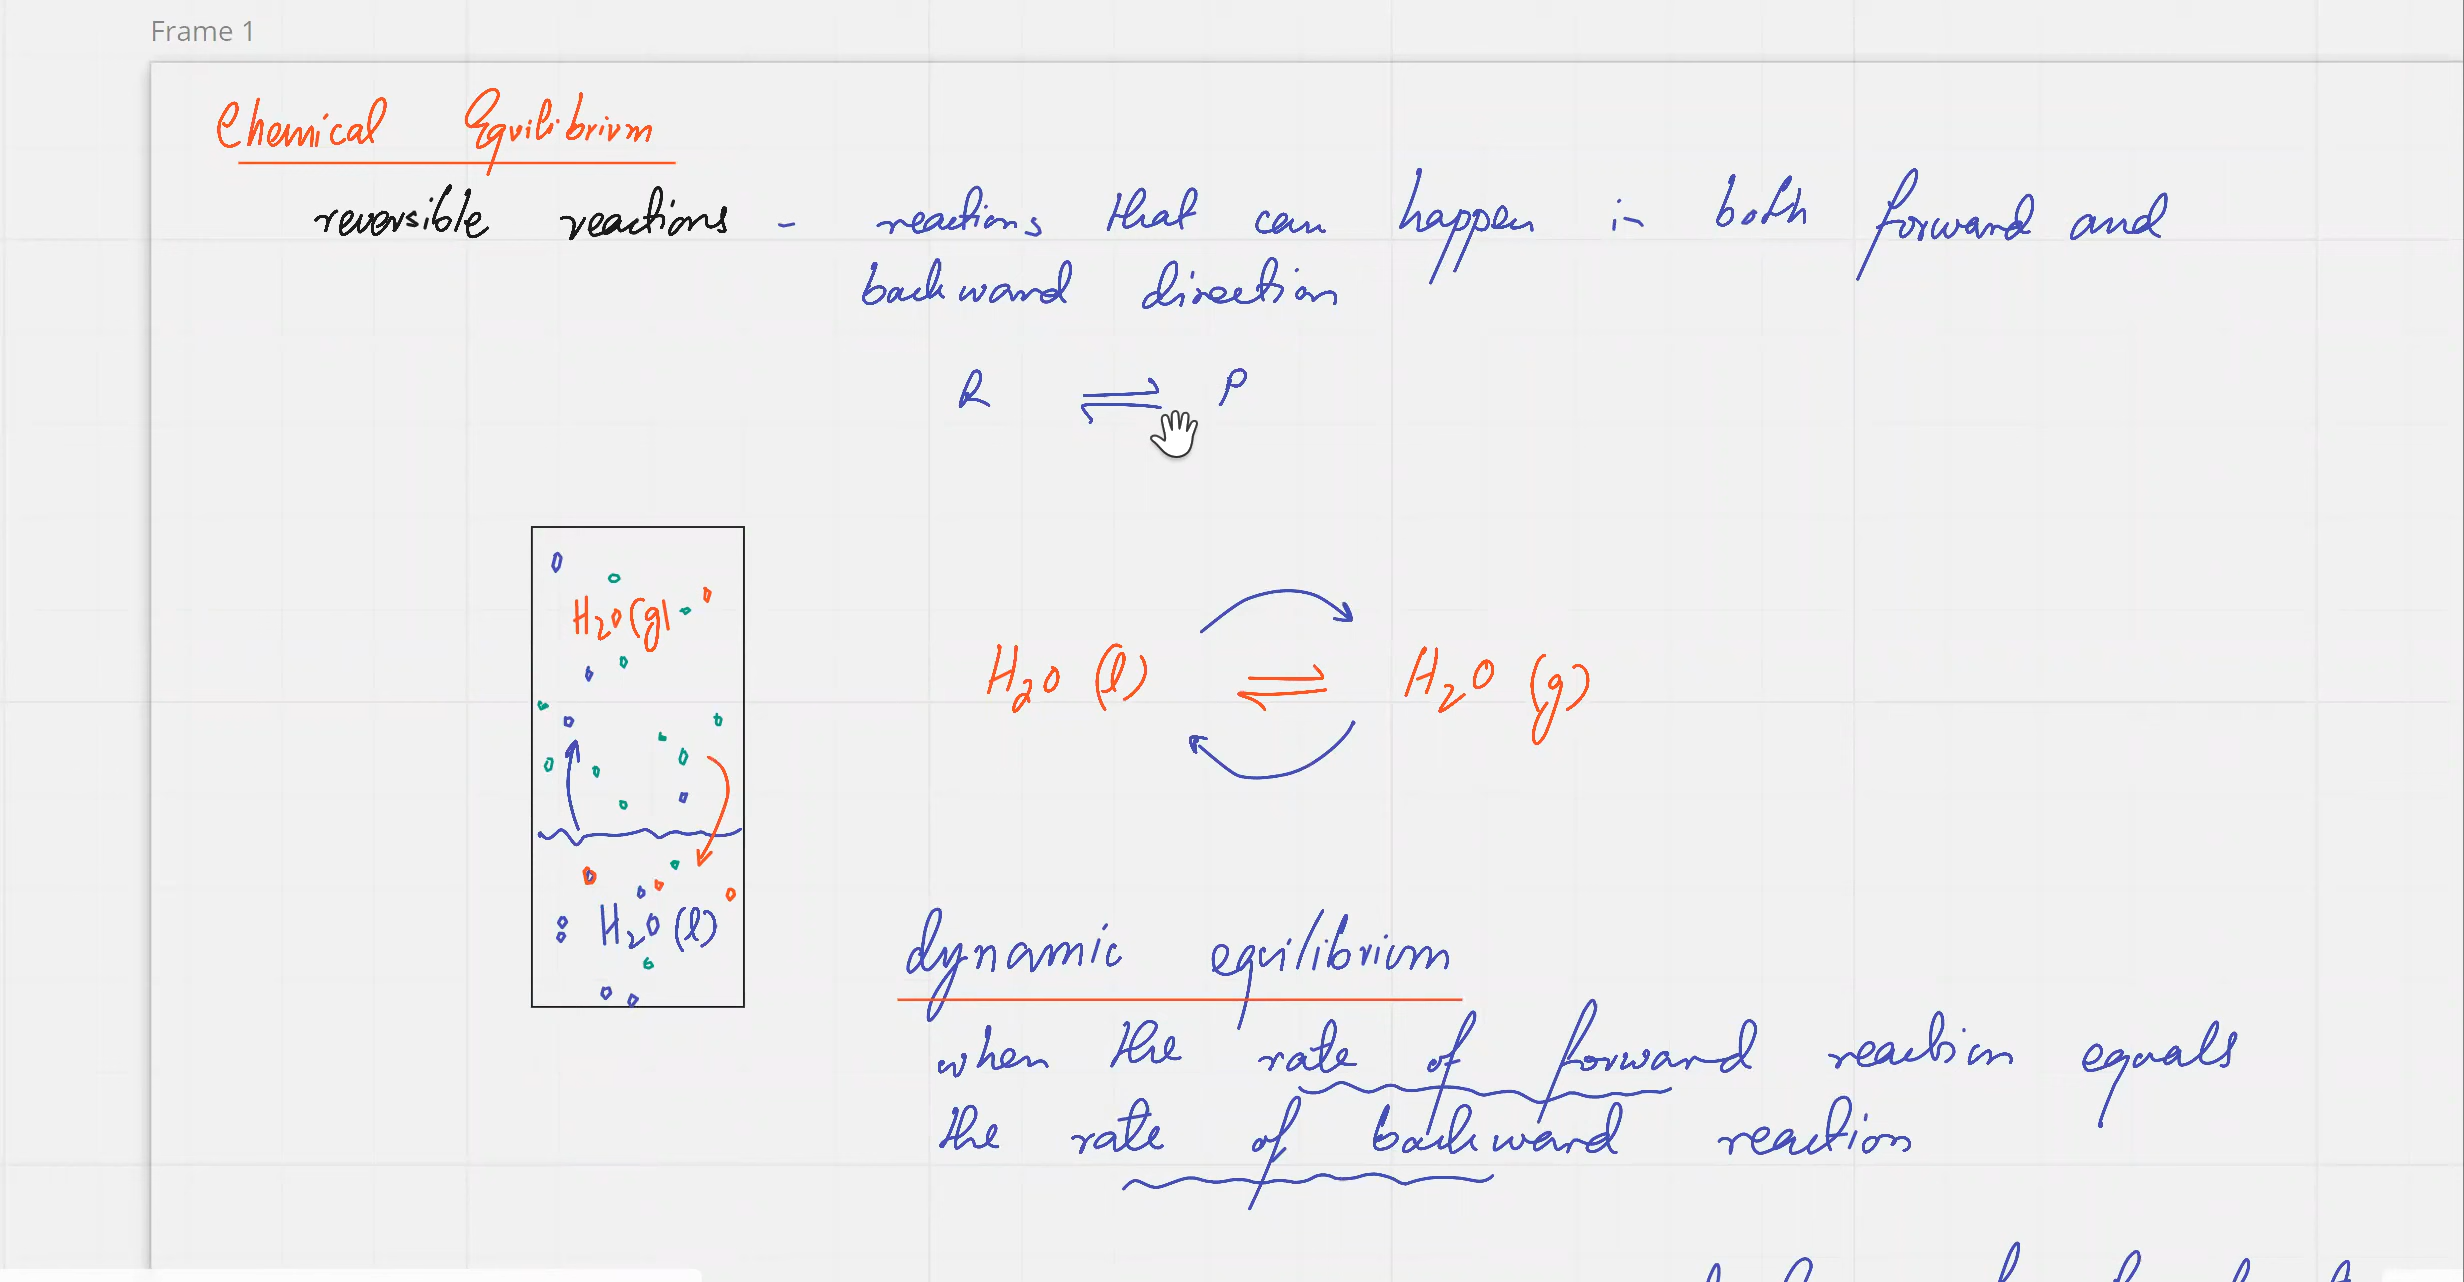 Frame 1
Chemical Equilibrium
reversible reactions - reactions that can happen in both forward and
backward direction
R ⇌ P
H2O(g)
H2O (l) ⇌ H2O (g)
H2O (l)
dynamic equilibrium
when the rate of forward reaction equals
the rate of backward reaction